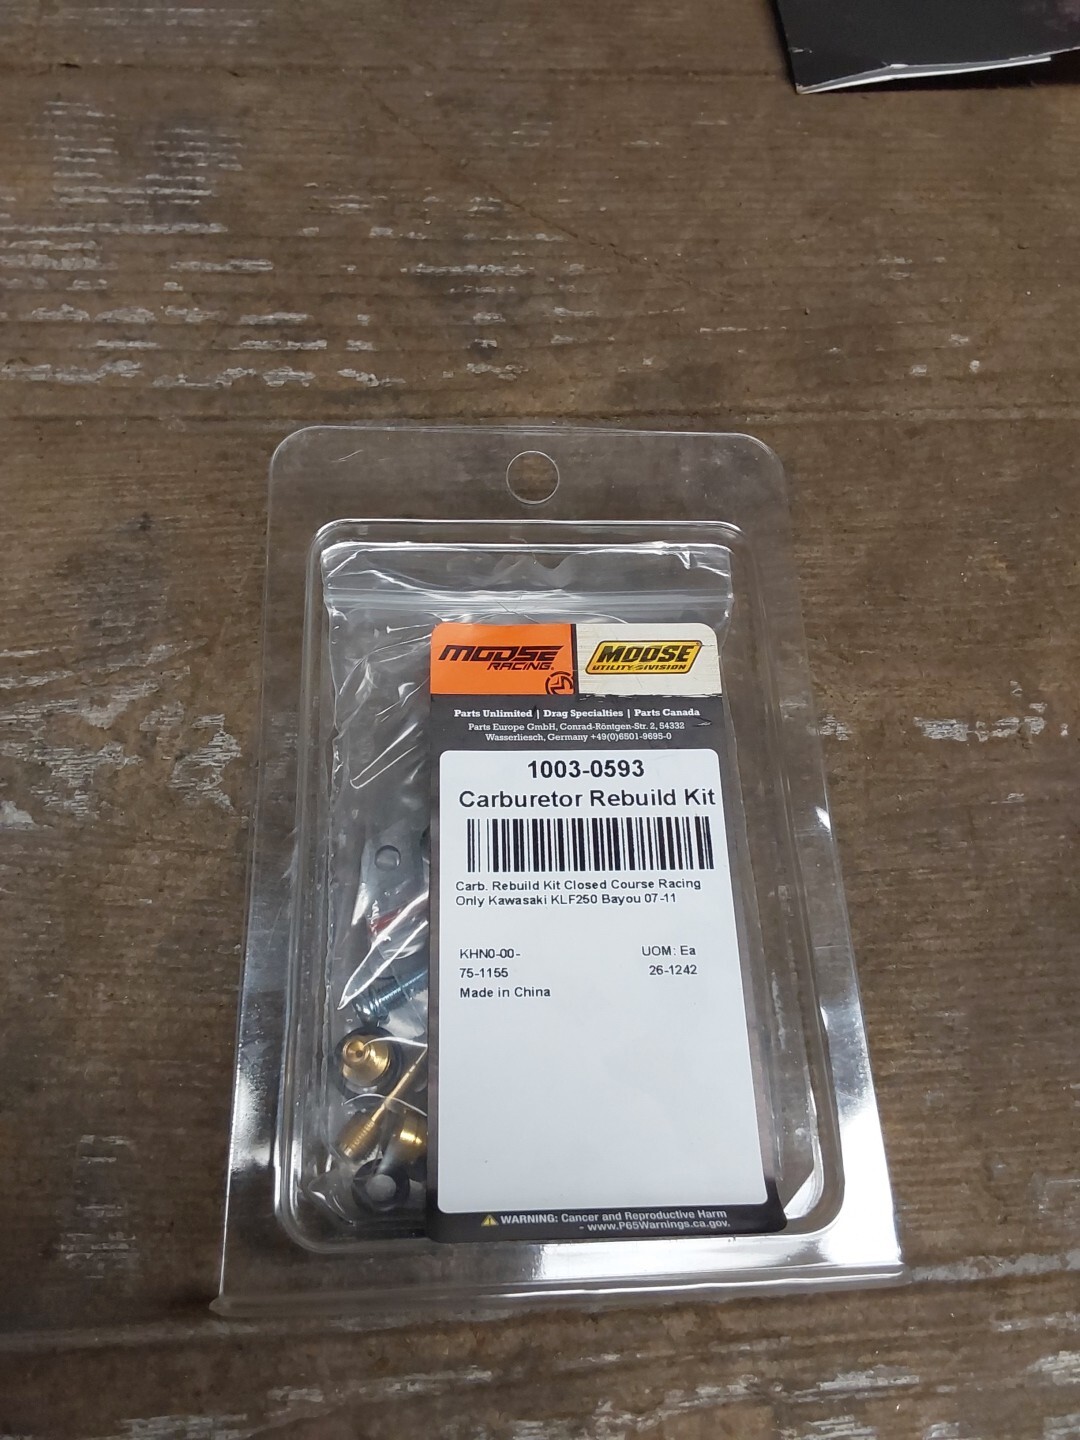 MOOSE
RACING®
MOOSE
UTILITY DIVISION
Parts Unlimited | Drag Specialties | Parts Canada
Parts Europe GmbH, Conrad-Röntgen-Str. 2, 54332
Wasserliesch, Germany +49(0)6501-9695-0
1003-0593
Carburetor Rebuild Kit
Carb. Rebuild Kit Closed Course Racing
Only Kawasaki KLF250 Bayou 07-11
KHN0-00-
UOM: Ea
75-1155
26-1242
Made in China
WARNING: Cancer and Reproductive Harm
- www.P65Warnings.ca.gov.